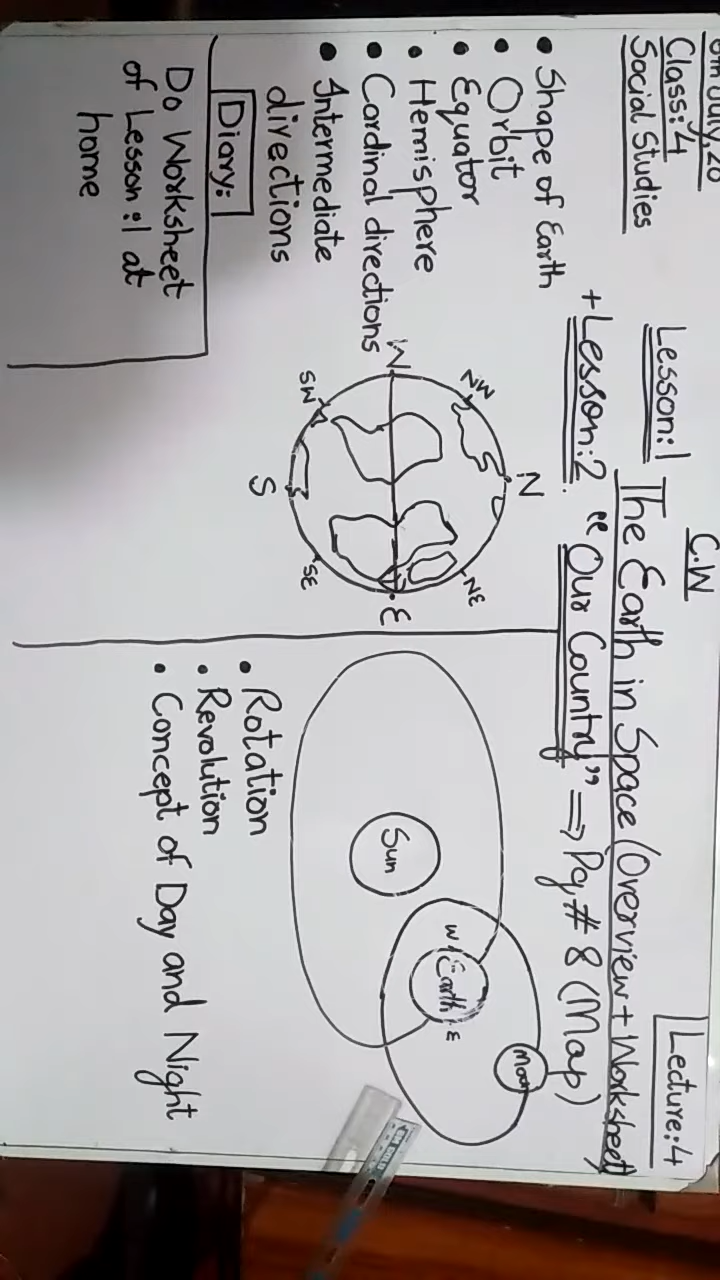 July, 20
Class: 4
Social Studies
C.W
Lecture: 4
Lesson: 1 The Earth in Space (Overview + Worksheet)
+ Lesson: 2 "Our Country" ⇒ Pg # 8 (Map)
• Shape of Earth
• Orbit
• Equator
• Hemisphere
• Cardinal directions
• Intermediate
directions
Diary:
Do Worksheet
of Lesson: 1 at
home
N
NW
NE
W
E
SW
SE
S
Sun
W
Earth
E
Moon
• Rotation
• Revolution
• Concept of Day and Night